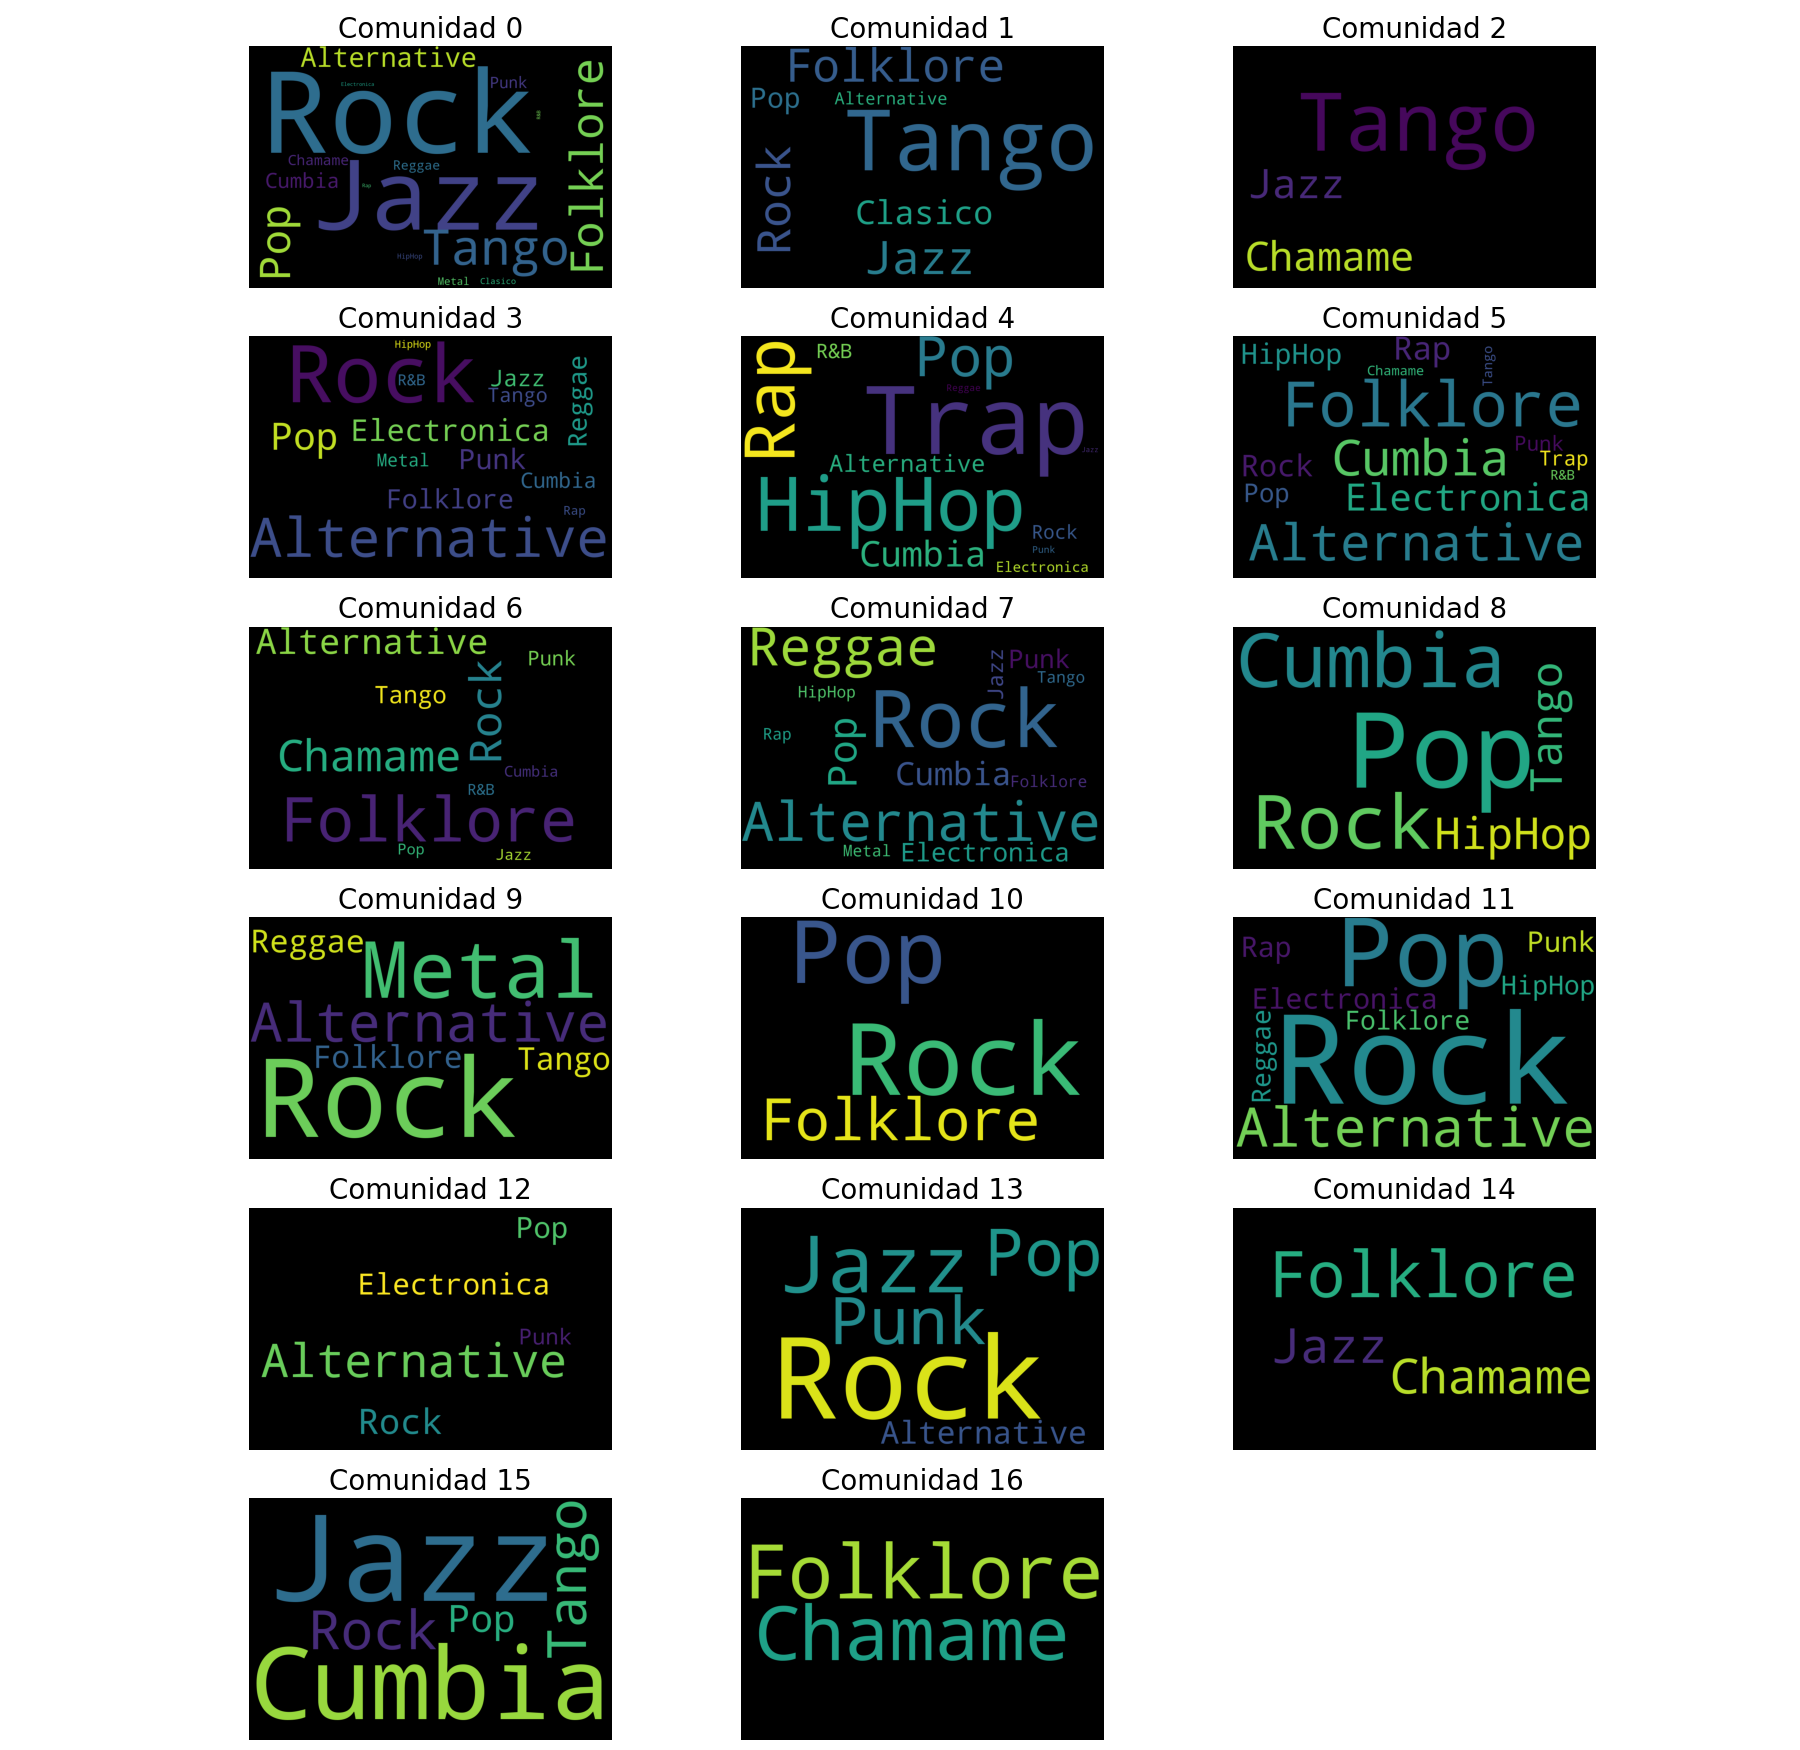 Comunidad 0
Alternative
Electronica
Punk
Rock
R&B
Folklore
Chamame
Reggae
Cumbia
Rap
Jazz
Pop
Tango
HipHop
Metal
Clasico
Comunidad 1
Folklore
Pop
Alternative
Tango
Rock
Clasico
Jazz
Comunidad 2
Tango
Jazz
Chamame
Comunidad 3
HipHop
Rock
R&B
Jazz
Tango
Reggae
Pop
Electronica
Metal
Punk
Cumbia
Folklore
Rap
Alternative
Comunidad 4
Rap
R&B
Pop
Reggae
Trap
Jazz
Alternative
HipHop
Rock
Punk
Cumbia
Electronica
Comunidad 5
HipHop
Rap
Tango
Chamame
Folklore
Cumbia
Punk
Rock
Trap
R&B
Pop
Electronica
Alternative
Comunidad 6
Alternative
Punk
Tango
Rock
Chamame
Cumbia
R&B
Folklore
Pop
Jazz
Comunidad 7
Reggae
Jazz
Punk
Tango
HipHop
Rock
Rap
Pop
Cumbia
Folklore
Alternative
Metal
Electronica
Comunidad 8
Cumbia
Tango
Pop
Rock
HipHop
Comunidad 9
Reggae
Metal
Alternative
Folklore
Tango
Rock
Comunidad 10
Pop
Rock
Folklore
Comunidad 11
Rap
Pop
Punk
HipHop
Electronica
Folklore
Reggae
Rock
Alternative
Comunidad 12
Pop
Electronica
Punk
Alternative
Rock
Comunidad 13
Jazz
Pop
Punk
Rock
Alternative
Comunidad 14
Folklore
Jazz
Chamame
Comunidad 15
Jazz
Tango
Rock
Pop
Cumbia
Comunidad 16
Folklore
Chamame